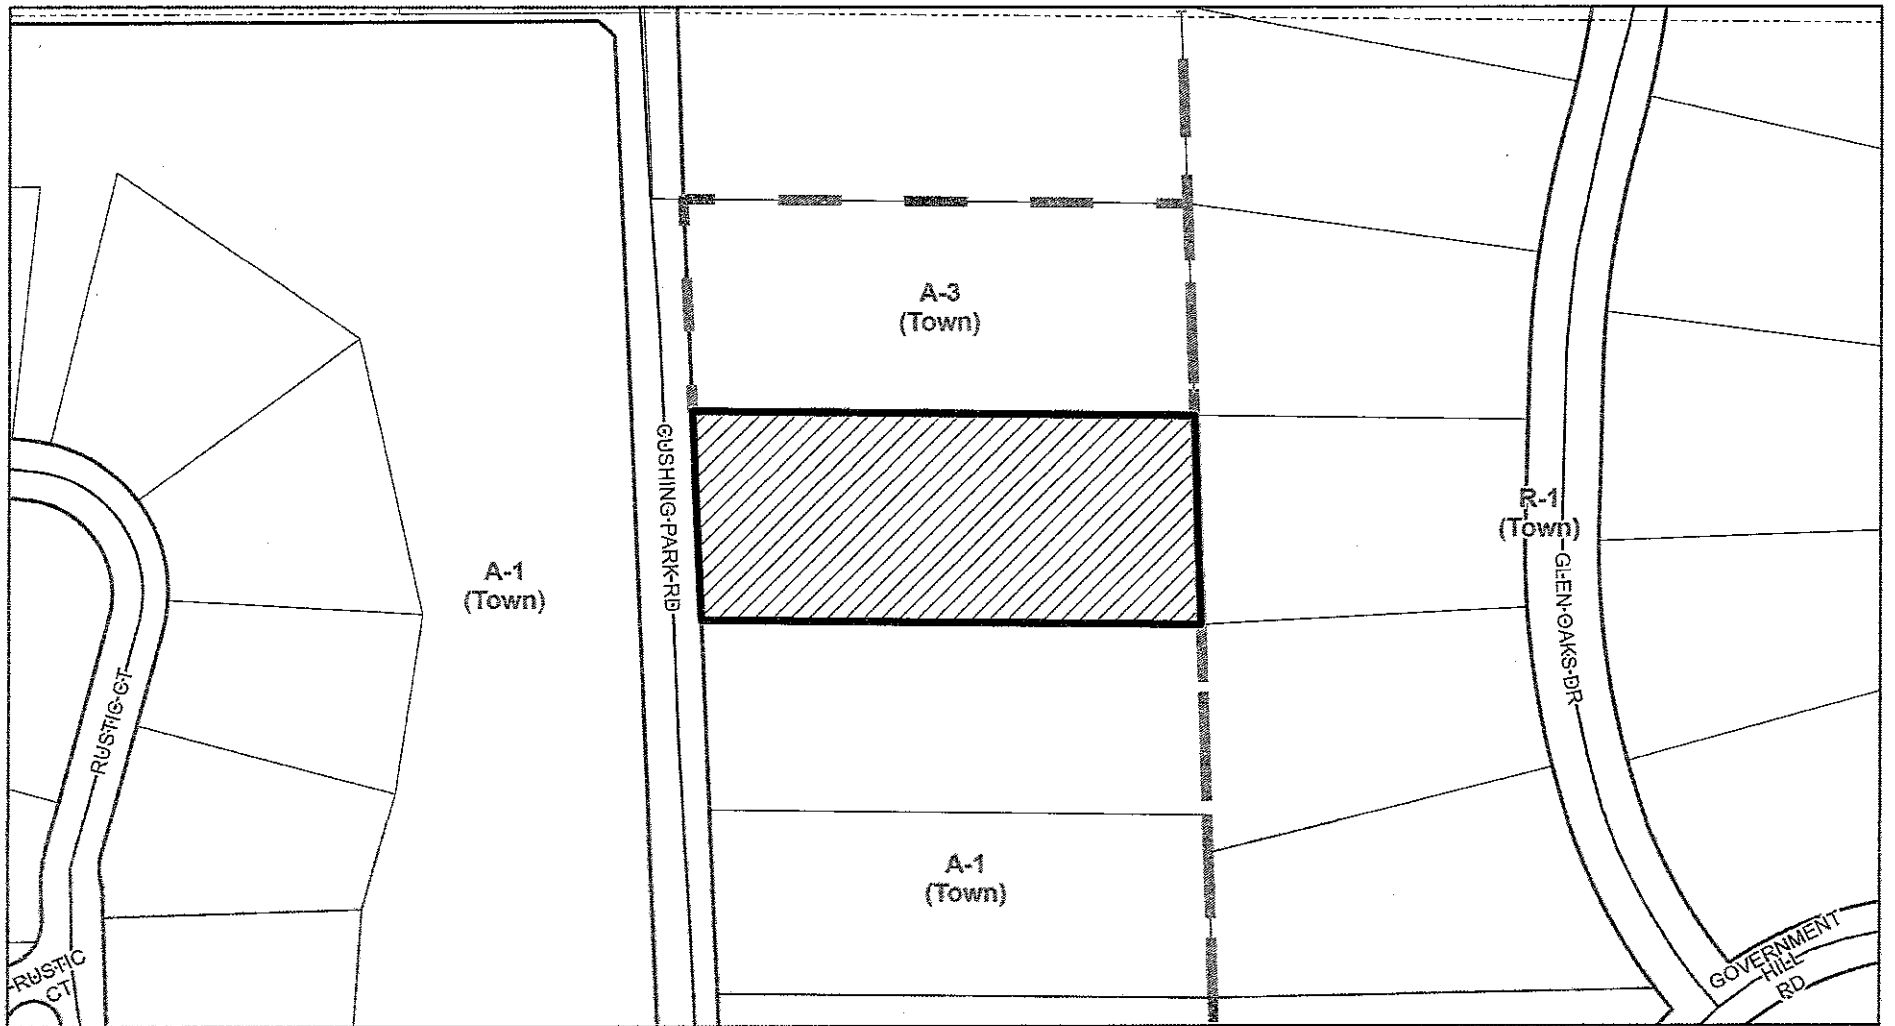 A-3
(Town)
CUSHING PARK RD
R-1
(Town)
GLEN OAKS DR
A-1
(Town)
RUSTIC CT
A-1
(Town)
GOVERNMENT
HILL
RD
RUSTIC
CT